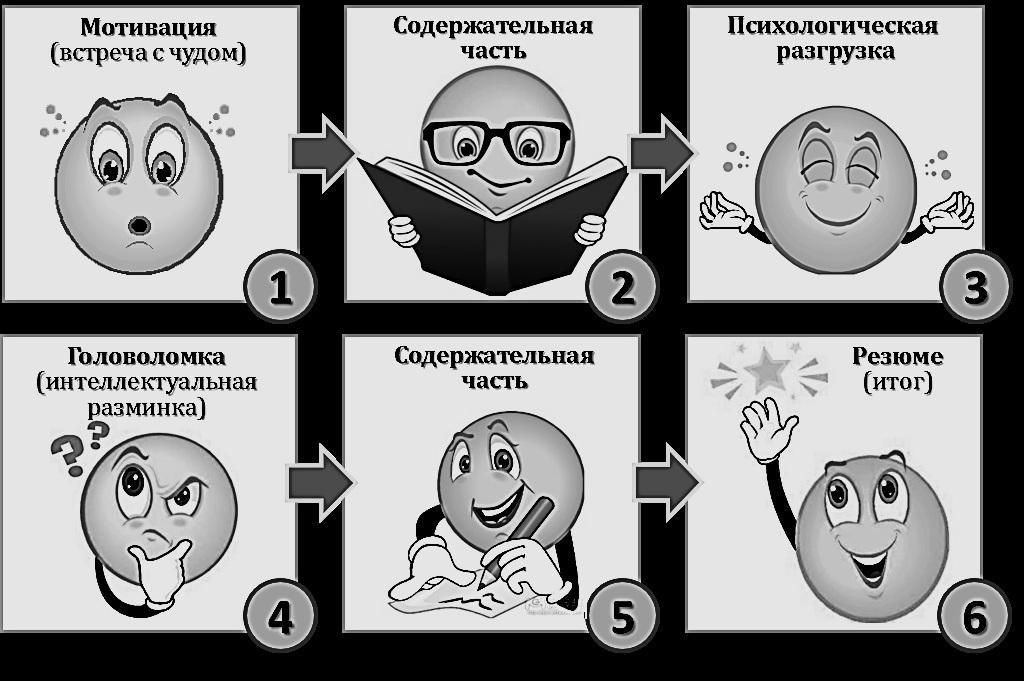 Мотивация
(встреча с чудом)
1
Содержательная
часть
2
Психологическая
разгрузка
3
Головоломка
(интеллектуальная
разминка)
4
Содержательная
часть
5
Резюме
(итог)
6